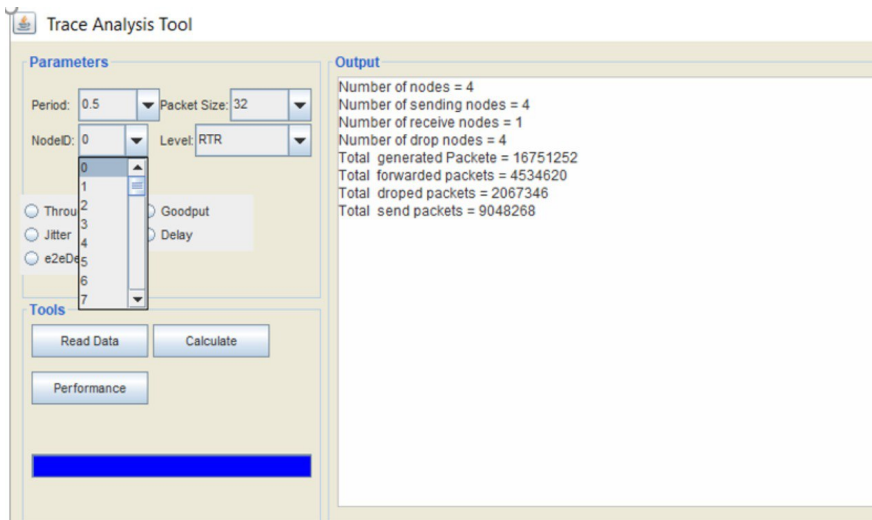 Trace Analysis Tool
Parameters
Period: 0.5 Packet Size: 32
NodeID: 0 Level: RTR
0
1
2
3
4
5
6
7
Throu Goodput
Jitter Delay
e2eDe
Tools
Read Data Calculate
Performance
Output
Number of nodes = 4
Number of sending nodes = 4
Number of receive nodes = 1
Number of drop nodes = 4
Total generated Packete = 16751252
Total forwarded packets = 4534620
Total droped packets = 2067346
Total send packets = 9048268